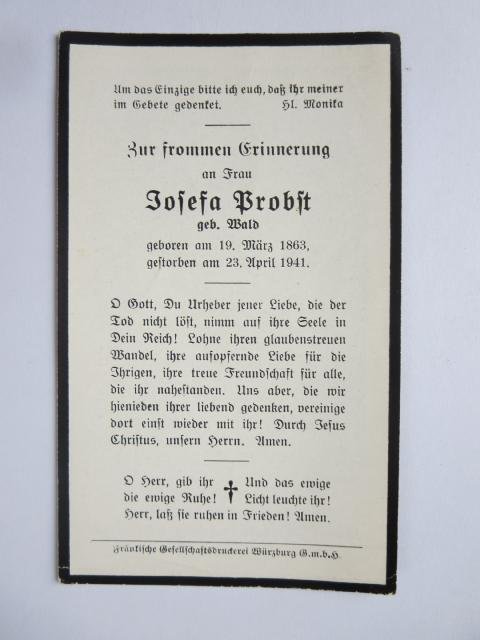 Um das Einzige bitte ich euch, daß ihr meiner
im Gebete gedenket. Hl. Monika
Zur frommen Erinnerung
an Frau
Josefa Probst
geb. Wald
geboren am 19. März 1863,
gestorben am 23. April 1941.
O Gott, Du Urheber jener Liebe, die der
Tod nicht löst, nimm auf ihre Seele in
Dein Reich! Lohne ihren glaubenstreuen
Wandel, ihre aufopfernde Liebe für die
Ihrigen, ihre treue Freundschaft für alle,
die ihr nahestanden. Uns aber, die wir
hienieden ihrer liebend gedenken, vereinige
dort einst wieder mit ihr! Durch Jesus
Christus, unsern Herrn. Amen.
O Herr, gib ihr † Und das ewige
die ewige Ruhe! Licht leuchte ihr!
Herr, laß sie ruhen in Frieden! Amen.
Fränkische Gesellschaftsdruckerei Würzburg G.m.b.H.